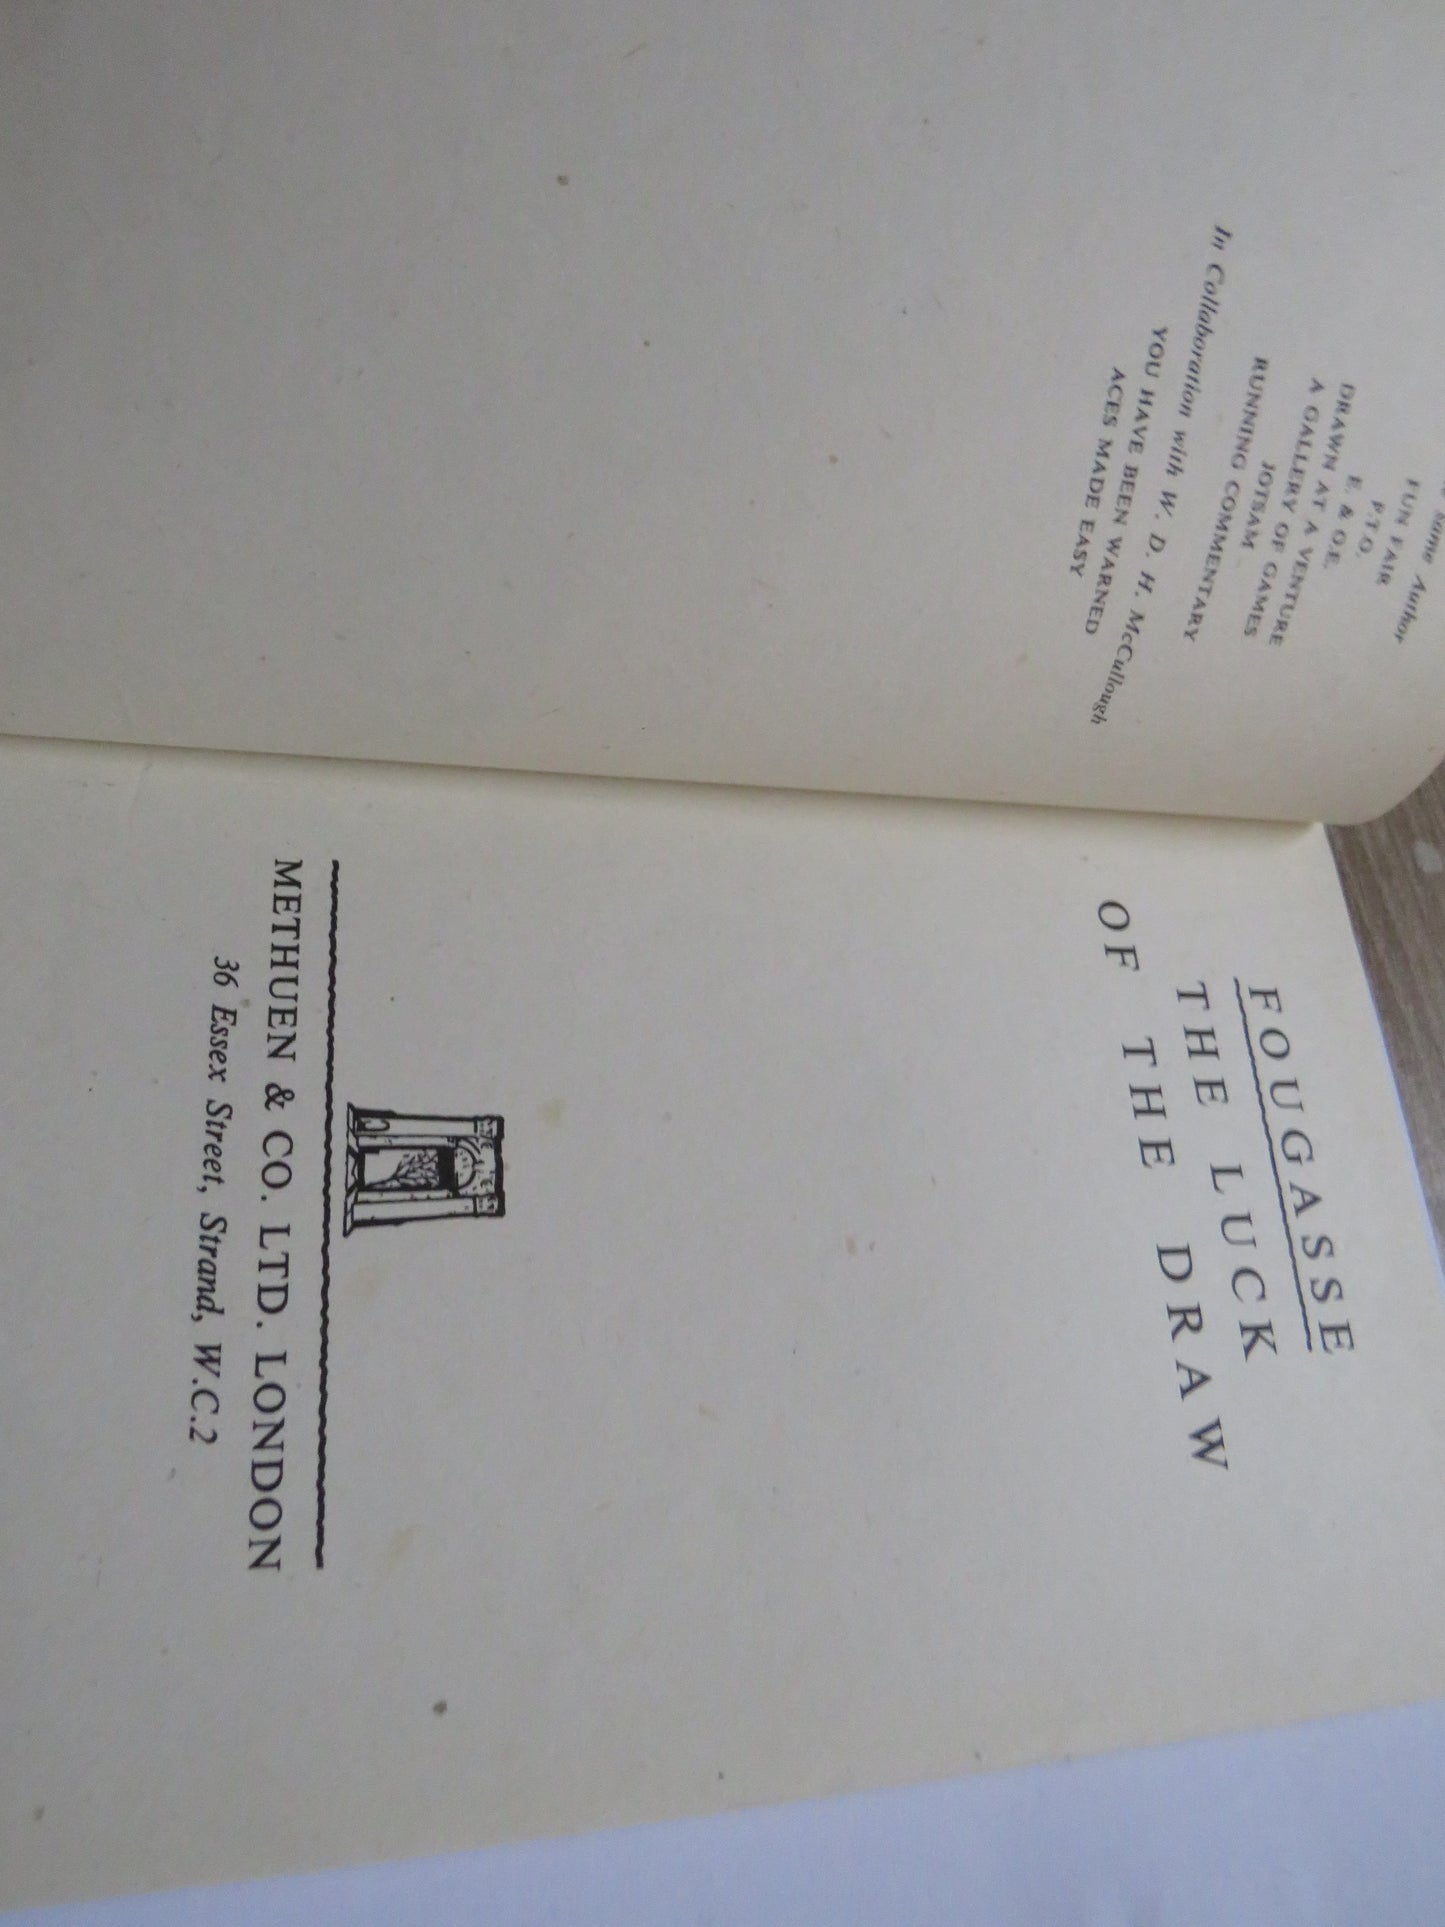 same Author
FUN FAIR
P.T.O.
E. & O.E.
DRAWN AT A VENTURE
A GALLERY OF GAMES
JOTSAM
RUNNING COMMENTARY
In Collaboration with W. D. H. McCullough
YOU HAVE BEEN WARNED
ACES MADE EASY
FOUGASSE
THE LUCK
OF THE DRAW
METHUEN & CO. LTD. LONDON
36 Essex Street, Strand, W.C.2